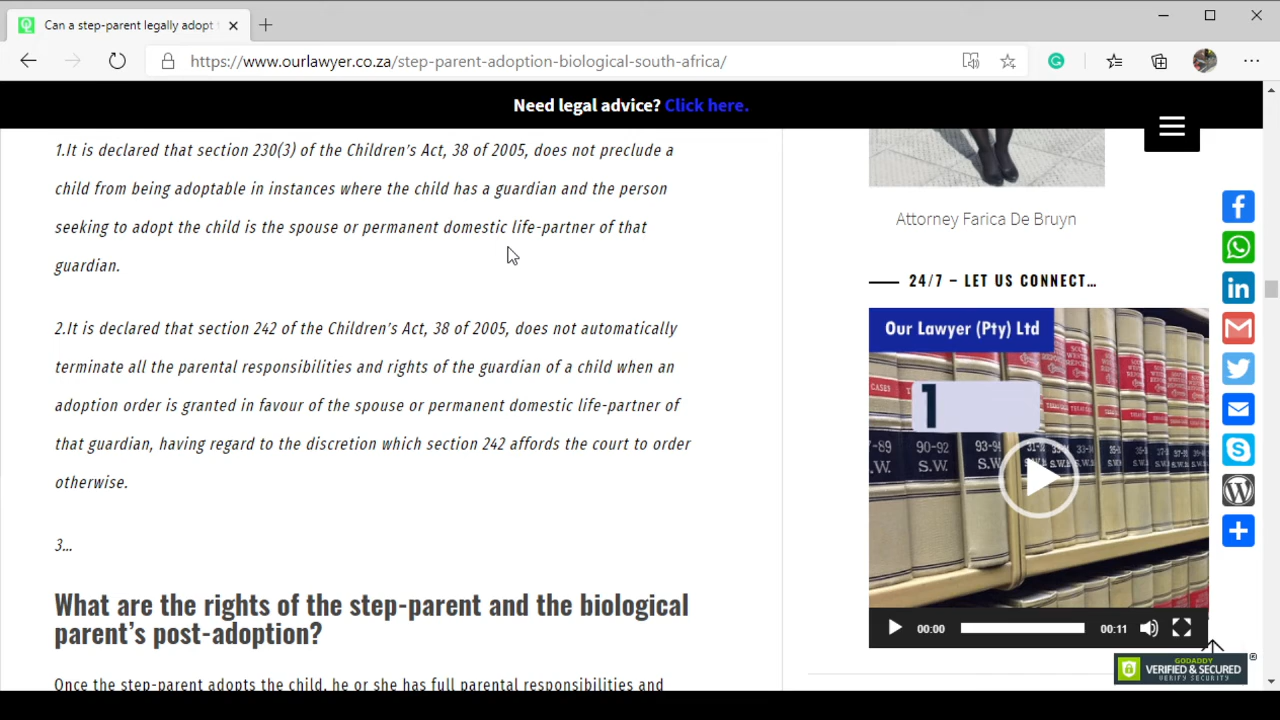 Can a step-parent legally adopt
https://www.ourlawyer.co.za/step-parent-adoption-biological-south-africa/
Need legal advice? Click here.
1.It is declared that section 230(3) of the Children's Act, 38 of 2005, does not preclude a
child from being adoptable in instances where the child has a guardian and the person
seeking to adopt the child is the spouse or permanent domestic life-partner of that
guardian.
2.It is declared that section 242 of the Children's Act, 38 of 2005, does not automatically
terminate all the parental responsibilities and rights of the guardian of a child when an
adoption order is granted in favour of the spouse or permanent domestic life-partner of
that guardian, having regard to the discretion which section 242 affords the court to order
otherwise.
3...
What are the rights of the step-parent and the biological
parent's post-adoption?
Once the step-parent adopts the child, he or she has full parental responsibilities and
Attorney Farica De Bruyn
24/7 – LET US CONNECT...
Our Lawyer (Pty) Ltd
1
CASES
90-92
93-94
S.W.
S.W.
00:00
00:11
GODADDY
VERIFIED & SECURED
VERIFY SECURITY